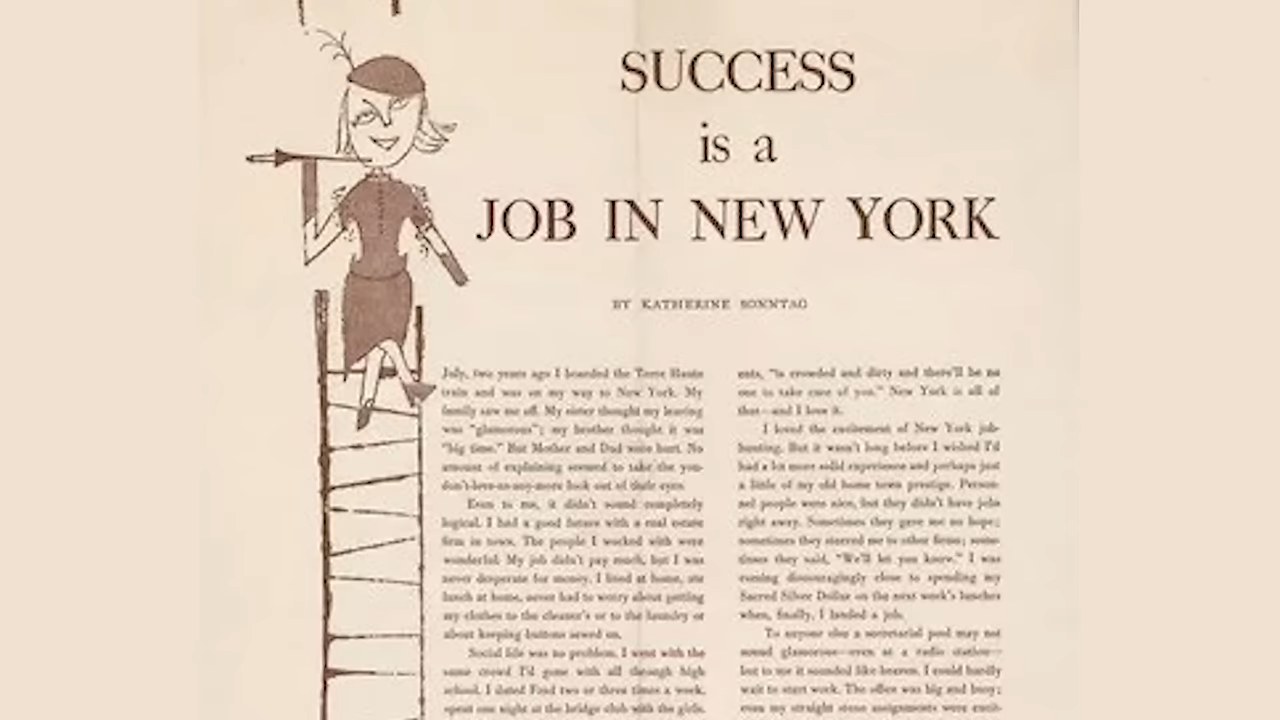 SUCCESS
is a
JOB IN NEW YORK
BY KATHERINE SONNTAG
July, two years ago I boarded the Terre Haute
train and was on my way to New York. My
family saw me off. My sister thought my leaving
was "glamorous"; my brother thought it was
"big time." But Mother and Dad were hurt. No
amount of explaining seemed to take the you-
don't-love-us-any-more look out of their eyes.
Even to me, it didn't sound completely
logical. I had a good future with a real estate
firm in town. The people I worked with were
wonderful. My job didn't pay much, but I was
never desperate for money. I lived at home, ate
lunch at home, never had to worry about getting
my clothes to the cleaner's or to the laundry or
about keeping buttons sewed on.
Social life was no problem. I went with the
same crowd I'd gone with all through high
school. I dated Fred two or three times a week,
spent one night at the bridge club with the girls.
ents, "is crowded and dirty and there'll be no
one to take care of you." New York is all of
that—and I love it.
I loved the excitement of New York job-
hunting. But it wasn't long before I wished I'd
had a lot more solid experience and perhaps just
a little of my old home town prestige. Person-
nel people were nice, but they didn't have jobs
right away. Sometimes they gave me no hope;
sometimes they steered me to other firms; some-
times they said, "We'll let you know." I was
coming discouragingly close to spending my
Sacred Silver Dollar on the next week's lunches
when, finally, I landed a job.
To anyone else a secretarial pool may not
sound glamorous—even at a radio station—
but to me it sounded like heaven. I could hardly
wait to start work. The office was big and busy;
even my straight steno assignments were excit-